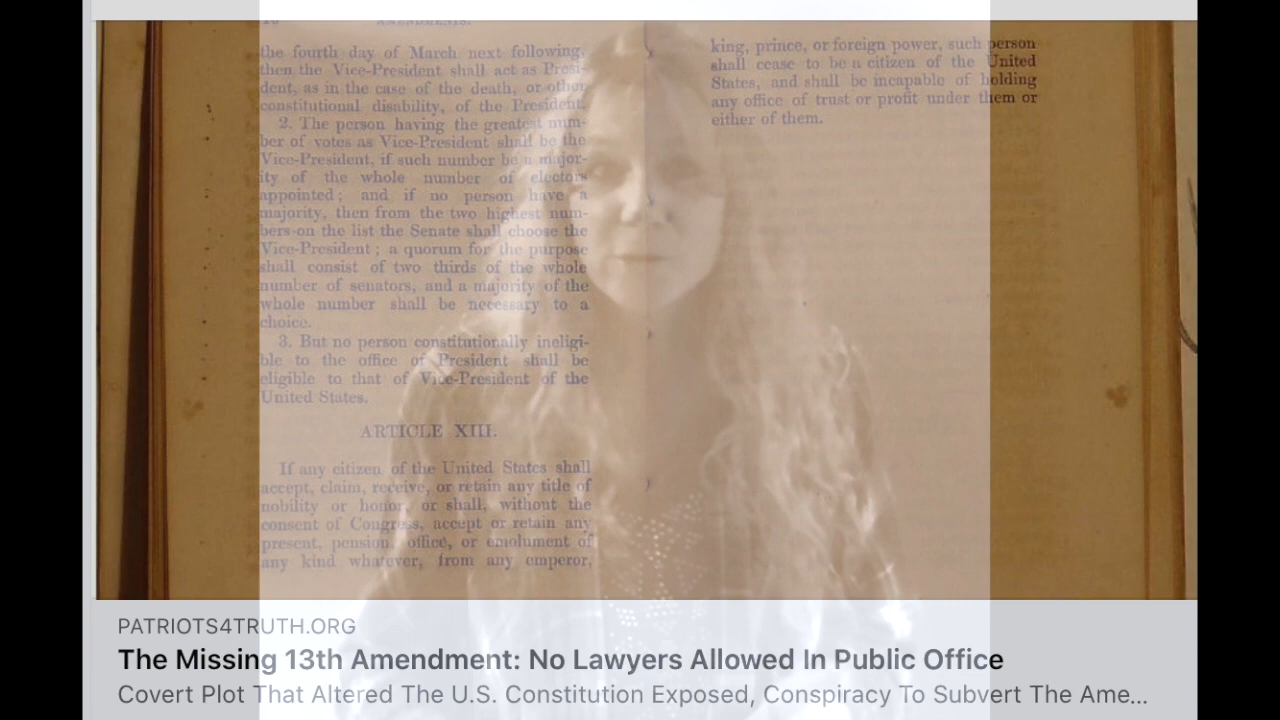 AMENDMENTS.
the fourth day of March next following,
then the Vice-President shall act as Presi-
dent, as in the case of the death, or other
constitutional disability, of the President.
2. The person having the greatest num-
ber of votes as Vice-President shall be the
Vice-President, if such number be a major-
ity of the whole number of electors
appointed; and if no person have a
majority, then from the two highest num-
bers on the list the Senate shall choose the
Vice-President; a quorum for the purpose
shall consist of two thirds of the whole
number of senators, and a majority of the
whole number shall be necessary to a
choice.
3. But no person constitutionally ineligi-
ble to the office of President shall be
eligible to that of Vice-President of the
United States.
ARTICLE XIII.
If any citizen of the United States shall
accept, claim, receive, or retain any title of
nobility or honor, or shall, without the
consent of Congress, accept or retain any
present, pension, office, or emolument of
any kind whatever, from any emperor,
king, prince, or foreign power, such person
shall cease to be a citizen of the United
States, and shall be incapable of holding
any office of trust or profit under them or
either of them.
PATRIOTS4TRUTH.ORG
The Missing 13th Amendment: No Lawyers Allowed In Public Office
Covert Plot That Altered The U.S. Constitution Exposed, Conspiracy To Subvert The Ame...